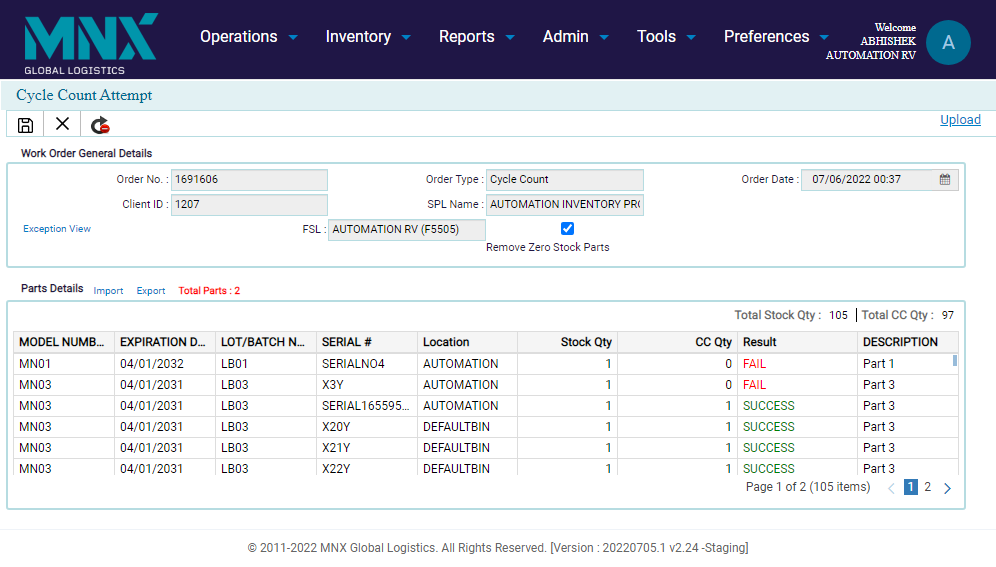 MNX
GLOBAL LOGISTICS
Operations Inventory Reports Admin Tools Preferences
Welcome
ABHISHEK
AUTOMATION RV
A
Cycle Count Attempt
Upload
Work Order General Details
Order No. : 1691606 Order Type : Cycle Count Order Date : 07/06/2022 00:37
Client ID : 1207 SPL Name : AUTOMATION INVENTORY PR
Exception View FSL : AUTOMATION RV (F5505)
Remove Zero Stock Parts
Parts Details Import Export Total Parts : 2
Total Stock Qty : 105 Total CC Qty : 97
MODEL NUMB... EXPIRATION D... LOT/BATCH N... SERIAL # Location Stock Qty CC Qty Result DESCRIPTION
MN01 04/01/2032 LB01 SERIALNO4 AUTOMATION 1 0 FAIL Part 1
MN03 04/01/2031 LB03 X3Y AUTOMATION 1 0 FAIL Part 3
MN03 04/01/2031 LB03 SERIAL165595... AUTOMATION 1 1 SUCCESS Part 3
MN03 04/01/2031 LB03 X20Y DEFAULTBIN 1 1 SUCCESS Part 3
MN03 04/01/2031 LB03 X21Y DEFAULTBIN 1 1 SUCCESS Part 3
MN03 04/01/2031 LB03 X22Y DEFAULTBIN 1 1 SUCCESS Part 3
Page 1 of 2 (105 items) 1 2
© 2011-2022 MNX Global Logistics. All Rights Reserved. [Version : 20220705.1 v2.24 -Staging]